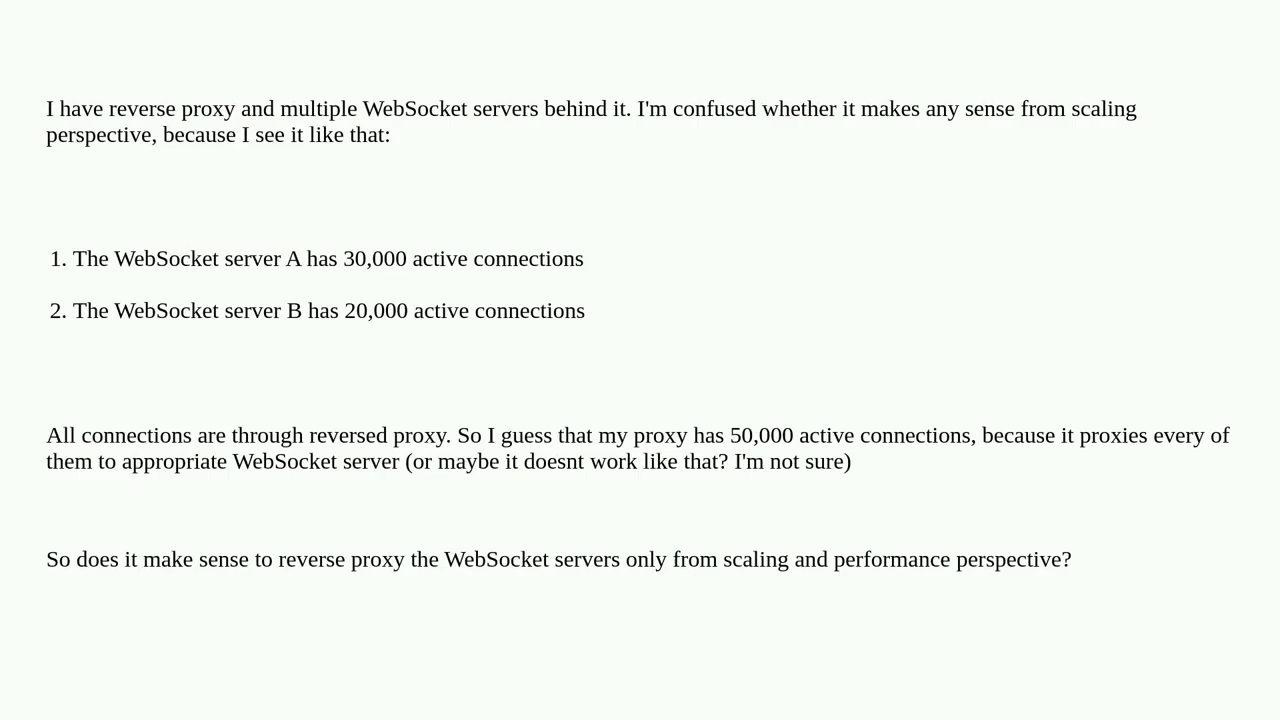 I have reverse proxy and multiple WebSocket servers behind it. I'm confused whether it makes any sense from scaling
perspective, because I see it like that:
1. The WebSocket server A has 30,000 active connections
2. The WebSocket server B has 20,000 active connections
All connections are through reversed proxy. So I guess that my proxy has 50,000 active connections, because it proxies every of
them to appropriate WebSocket server (or maybe it doesnt work like that? I'm not sure)
So does it make sense to reverse proxy the WebSocket servers only from scaling and performance perspective?